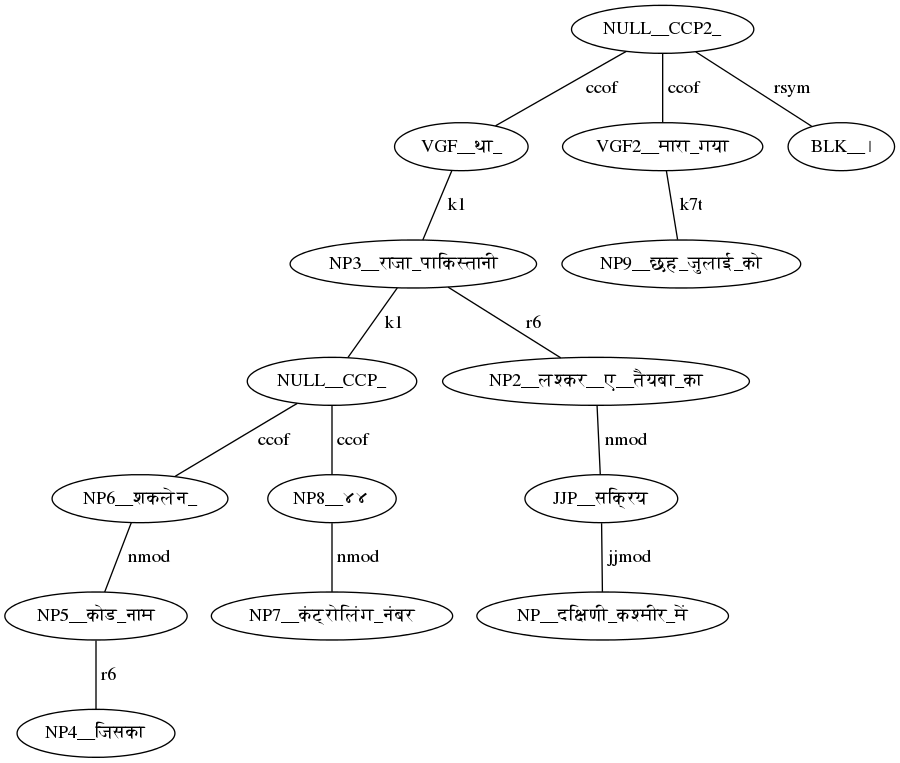 NULL__CCP2_
ccof ccof rsym
VGF__था_ VGF2__मारा_गया BLK__।
k1 k7t
NP3__राजा_पाकिस्तानी NP9__छह_जुलाई_को
k1 r6
NULL__CCP_ NP2__लश्कर__ए__तैयबा_का
ccof ccof nmod
NP6__शकलेन_ NP8__४४ JJP__सक्रिय
nmod nmod jjmod
NP5__कोड_नाम NP7__कंट्रोलिंग_नंबर NP__दक्षिणी_कश्मीर_में
r6
NP4__जिसका